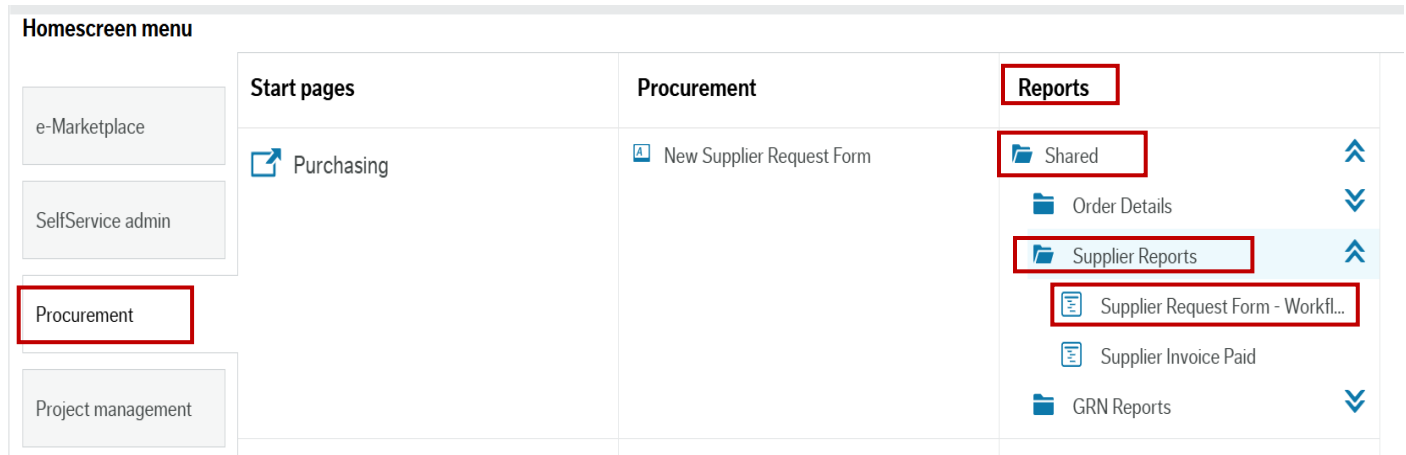 Homescreen menu
e-Marketplace
SelfService admin
Procurement
Project management
Start pages
Purchasing
Procurement
New Supplier Request Form
Reports
Shared
Order Details
Supplier Reports
Supplier Request Form - Workfl...
Supplier Invoice Paid
GRN Reports